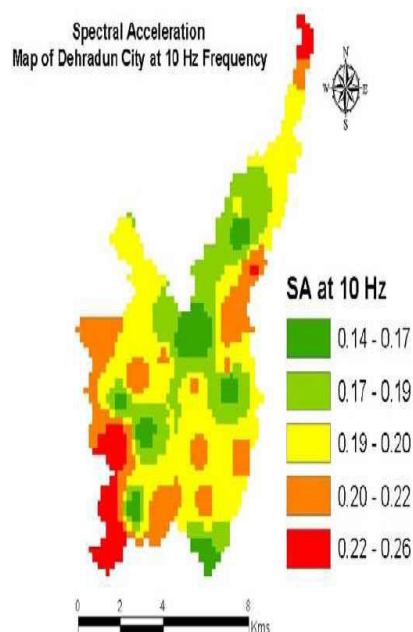 Spectral Acceleration
Map of Dehradun City at 10 Hz Frequency
N
W E
S
SA at 10 Hz
0.14 - 0.17
0.17 - 0.19
0.19 - 0.20
0.20 - 0.22
0.22 - 0.26
0 2 4 8
Kms